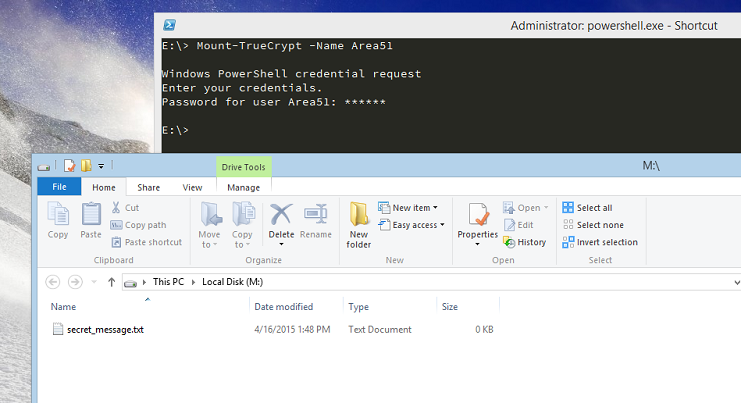 Administrator: powershell.exe - Shortcut
E:\> Mount-TrueCrypt -Name Area51
Windows PowerShell credential request
Enter your credentials.
Password for user Area51: ******
E:\>
Drive Tools
M:\
File Home Share View Manage
Copy
Paste
Cut
Copy path
Paste shortcut
Clipboard
Move to
Copy to
Delete
Rename
Organize
New folder
New item
Easy access
New
Properties
Open
Edit
History
Open
Select all
Select none
Invert selection
Select
This PC Local Disk (M:)
Name Date modified Type Size
secret_message.txt 4/16/2015 1:48 PM Text Document 0 KB